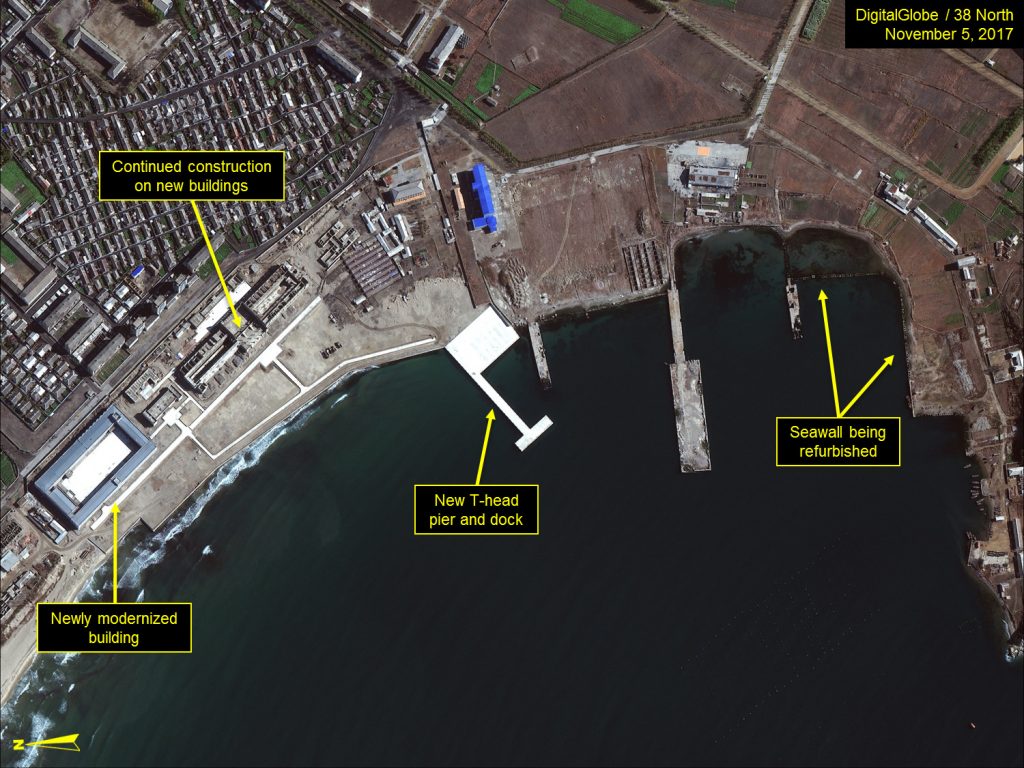 DigitalGlobe / 38 North
November 5, 2017
Continued construction
on new buildings
Seawall being
refurbished
New T-head
pier and dock
Newly modernized
building
N